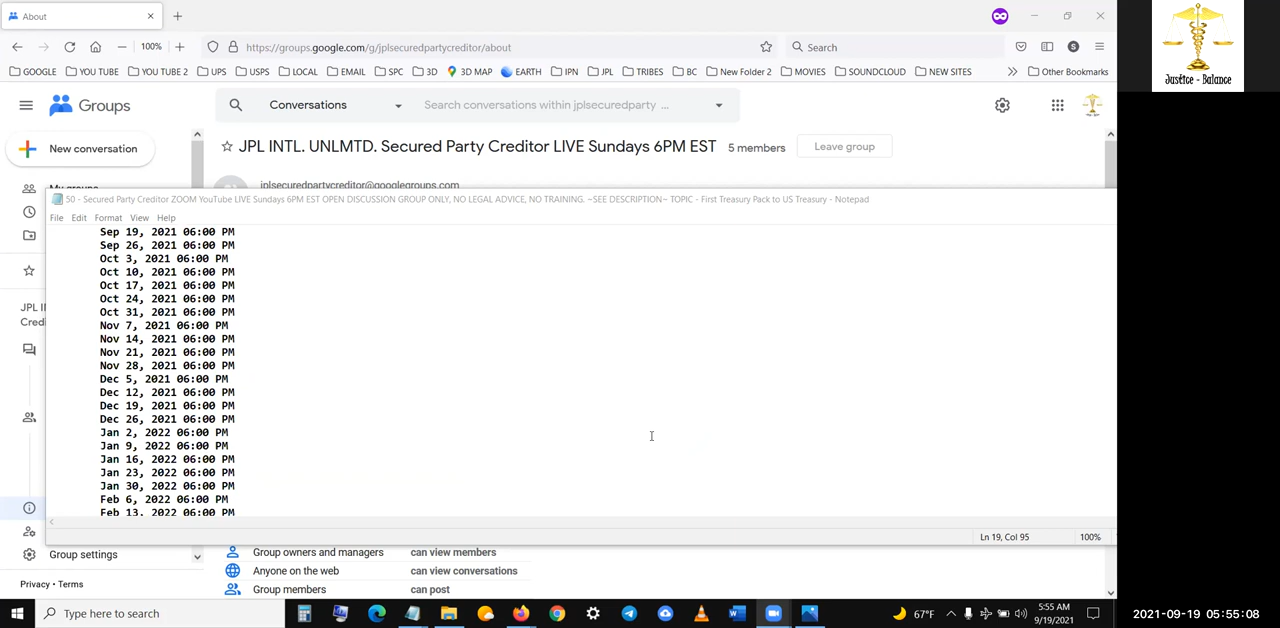 About
100%
https://groups.google.com/g/jplsecuredpartycreditor/about
Search
GOOGLE YOU TUBE YOU TUBE 2 UPS USPS LOCAL EMAIL SPC 3D 3D MAP EARTH IPN JPL TRIBES BC New Folder 2 MOVIES SOUNDCLOUD NEW SITES Other Bookmarks
Justice - Balance
Groups
Conversations
Search conversations within jplsecuredparty ...
New conversation
JPL INTL. UNLMTD. Secured Party Creditor LIVE Sundays 6PM EST 5 members Leave group
My groups
jplsecuredpartycreditor@googlegroups.com
50 - Secured Party Creditor ZOOM YouTube LIVE Sundays 6PM EST OPEN DISCUSSION GROUP ONLY, NO LEGAL ADVICE, NO TRAINING. ~SEE DESCRIPTION~ TOPIC - First Treasury Pack to US Treasury - Notepad
File Edit Format View Help
Sep 19, 2021 06:00 PM
Sep 26, 2021 06:00 PM
Oct 3, 2021 06:00 PM
Oct 10, 2021 06:00 PM
Oct 17, 2021 06:00 PM
Oct 24, 2021 06:00 PM
Oct 31, 2021 06:00 PM
Nov 7, 2021 06:00 PM
Nov 14, 2021 06:00 PM
Nov 21, 2021 06:00 PM
Nov 28, 2021 06:00 PM
Dec 5, 2021 06:00 PM
Dec 12, 2021 06:00 PM
Dec 19, 2021 06:00 PM
Dec 26, 2021 06:00 PM
Jan 2, 2022 06:00 PM
Jan 9, 2022 06:00 PM
Jan 16, 2022 06:00 PM
Jan 23, 2022 06:00 PM
Jan 30, 2022 06:00 PM
Feb 6, 2022 06:00 PM
Feb 13, 2022 06:00 PM
JPL I
Credi
Ln 19, Col 95 100%
Group settings
Group owners and managers can view members
Anyone on the web can view conversations
Group members can post
Privacy • Terms
Type here to search
67°F
5:55 AM
9/19/2021
2021-09-19 05:55:08